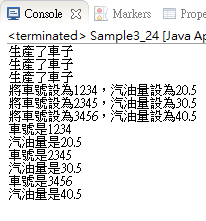 Console Markers Proper
<terminated> Sample3_24 [Java Ap
生產了車子
生產了車子
生產了車子
將車號設為1234，汽油量設為20.5
將車號設為2345，汽油量設為30.5
將車號設為3456，汽油量設為40.5
車號是1234
汽油量是20.5
車號是2345
汽油量是30.5
車號是3456
汽油量是40.5